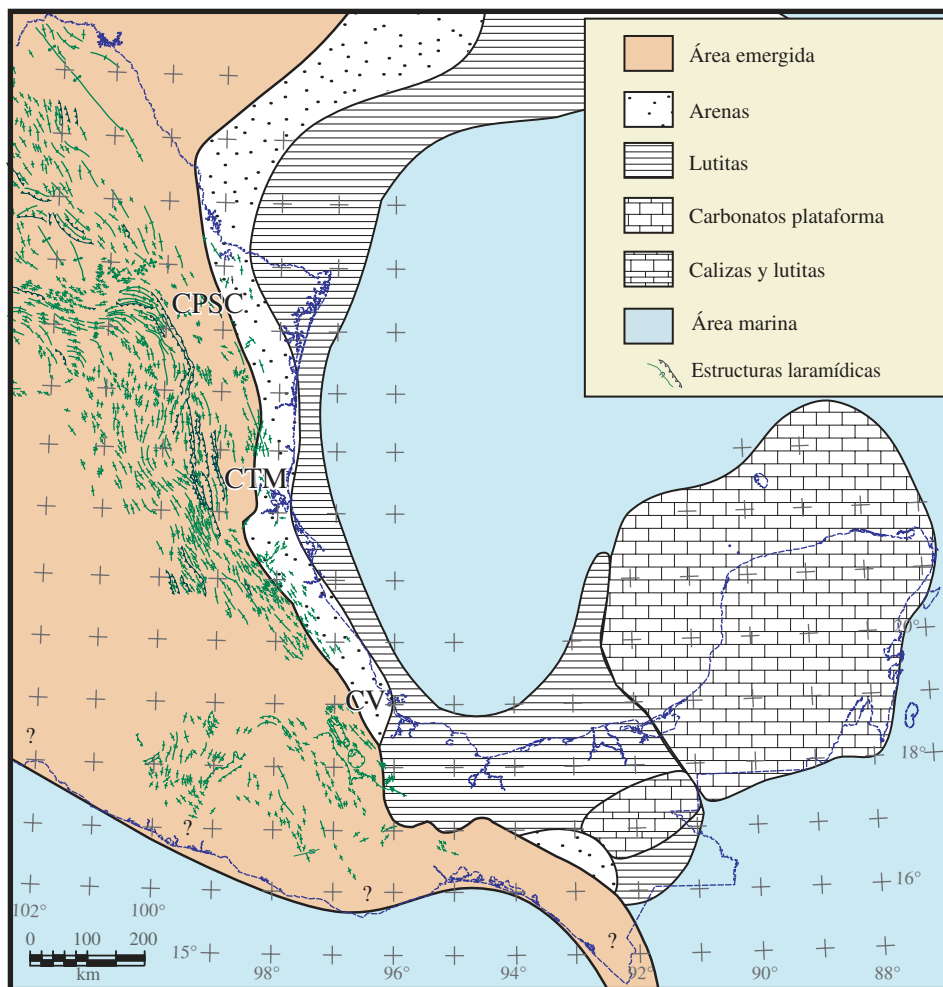 Área emergida
Arenas
Lutitas
Carbonatos plataforma
Calizas y lutitas
Área marina
Estructuras laramídicas
CPSC
CTM
CV
20°
18°
16°
?
?
?
?
102°
100°
15°
98°
96°
94°
92°
90°
88°
0 100 200
km